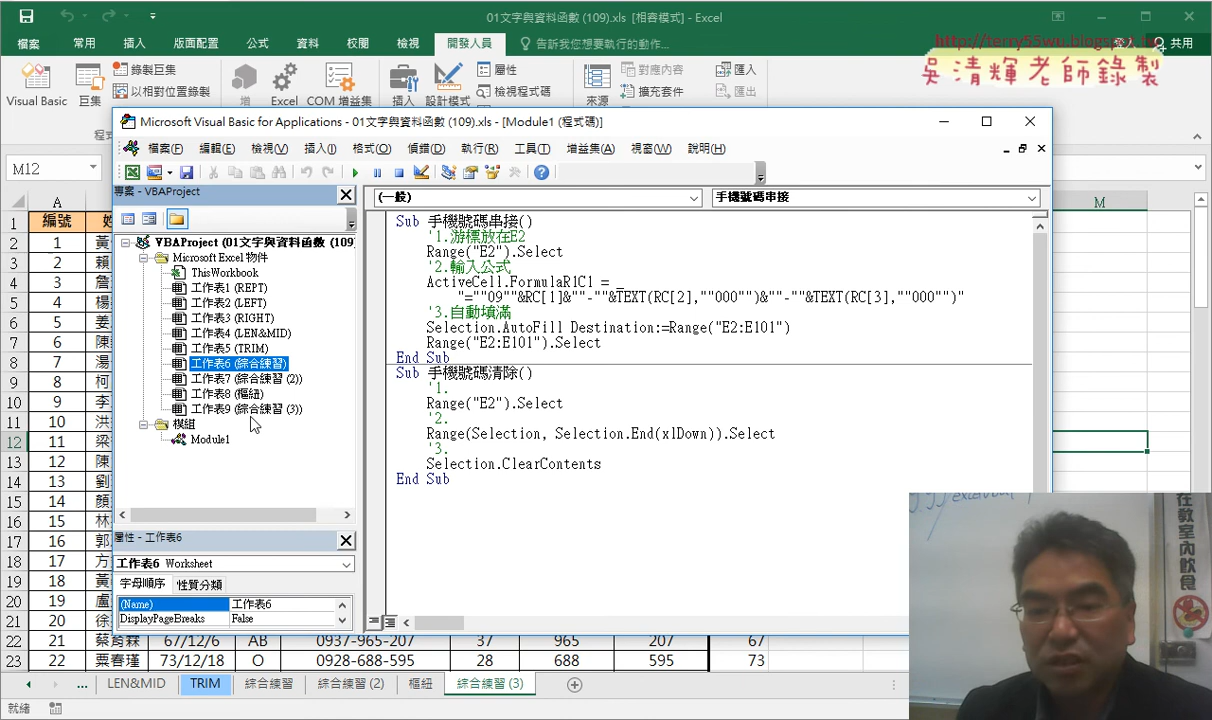 01文字與資料函數 (109).xls [相容模式] - Excel
http://terry55wu.blogspot.tw
吳清輝老師錄製
檔案 常用 插入 版面配置 公式 資料 校閱 檢視 開發人員 告訴我您想要執行的動作... 登入 共用
錄製巨集 屬性 對應內容 匯入
以相對位置錄製 檢視程式碼 擴充套件 匯出
Visual Basic 巨集 增 Excel COM 增益集 插入 設計模式 來源
Microsoft Visual Basic for Applications - 01文字與資料函數 (109).xls - [Module1 (程式碼)]
檔案(F) 編輯(E) 檢視(V) 插入(I) 格式(O) 偵錯(D) 執行(R) 工具(T) 增益集(A) 視窗(W) 說明(H)
M12
專案 - VBAProject
(一般) 手機號碼串接
VBAProject (01文字與資料函數 (109
Microsoft Excel 物件
ThisWorkbook
工作表1 (REPT)
工作表2 (LEFT)
工作表3 (RIGHT)
工作表4 (LEN&MID)
工作表5 (TRIM)
工作表6 (綜合練習)
工作表7 (綜合練習 (2))
工作表8 (樞紐)
工作表9 (綜合練習 (3))
模組
Module1
Sub 手機號碼串接()
'1.游標放在E2
Range("E2").Select
'2.輸入公式
ActiveCell.FormulaR1C1 = _
"=""09""&RC[1]&""-""&TEXT(RC[2],""000"")&""-""&TEXT(RC[3],""000"")"
'3.自動填滿
Selection.AutoFill Destination:=Range("E2:E101")
Range("E2:E101").Select
End Sub
Sub 手機號碼清除()
'1.
Range("E2").Select
'2.
Range(Selection, Selection.End(xlDown)).Select
'3.
Selection.ClearContents
End Sub
屬性 - 工作表6
工作表6 Worksheet
字母順序 性質分類
(Name) 工作表6
DisplayPageBreaks False
A M
1 編號 姓
2 1 黃
3 2 賴
4 3 詹
5 4 楊
6 5 姜
7 6 陳
8 7 湯
9 8 柯
10 9 李
11 10 洪
12 11 梁
13 12 陳
14 13 劉
15 14 顏
16 15 林
17 16 郭
18 17 方
19 18 黃
20 19 盧
21 20 徐
22 21 蔡育霖 67/12/6 AB 0937-965-207 37 965 207 67
23 22 粟春瑾 73/12/18 O 0928-688-595 28 688 595 73
... LEN&MID TRIM 綜合練習 綜合練習 (2) 樞紐 綜合練習 (3)
就緒
在教室內飲食